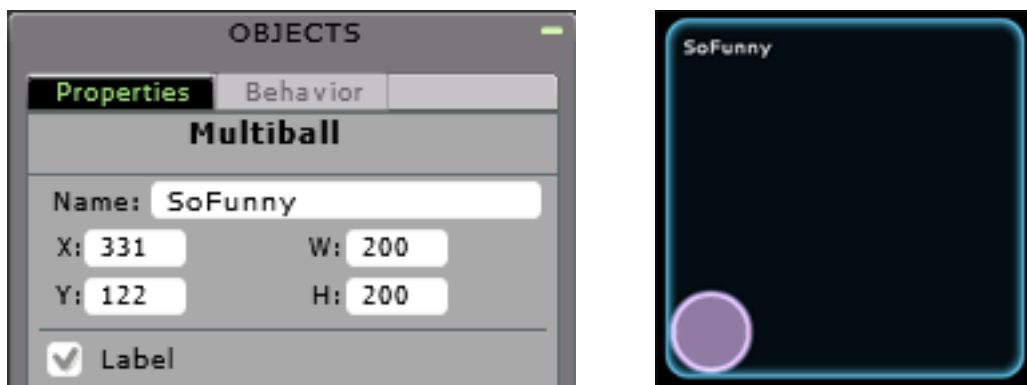 OBJECTS
Properties Behavior
Multiball
Name: SoFunny
X: 331 W: 200
Y: 122 H: 200
Label
SoFunny